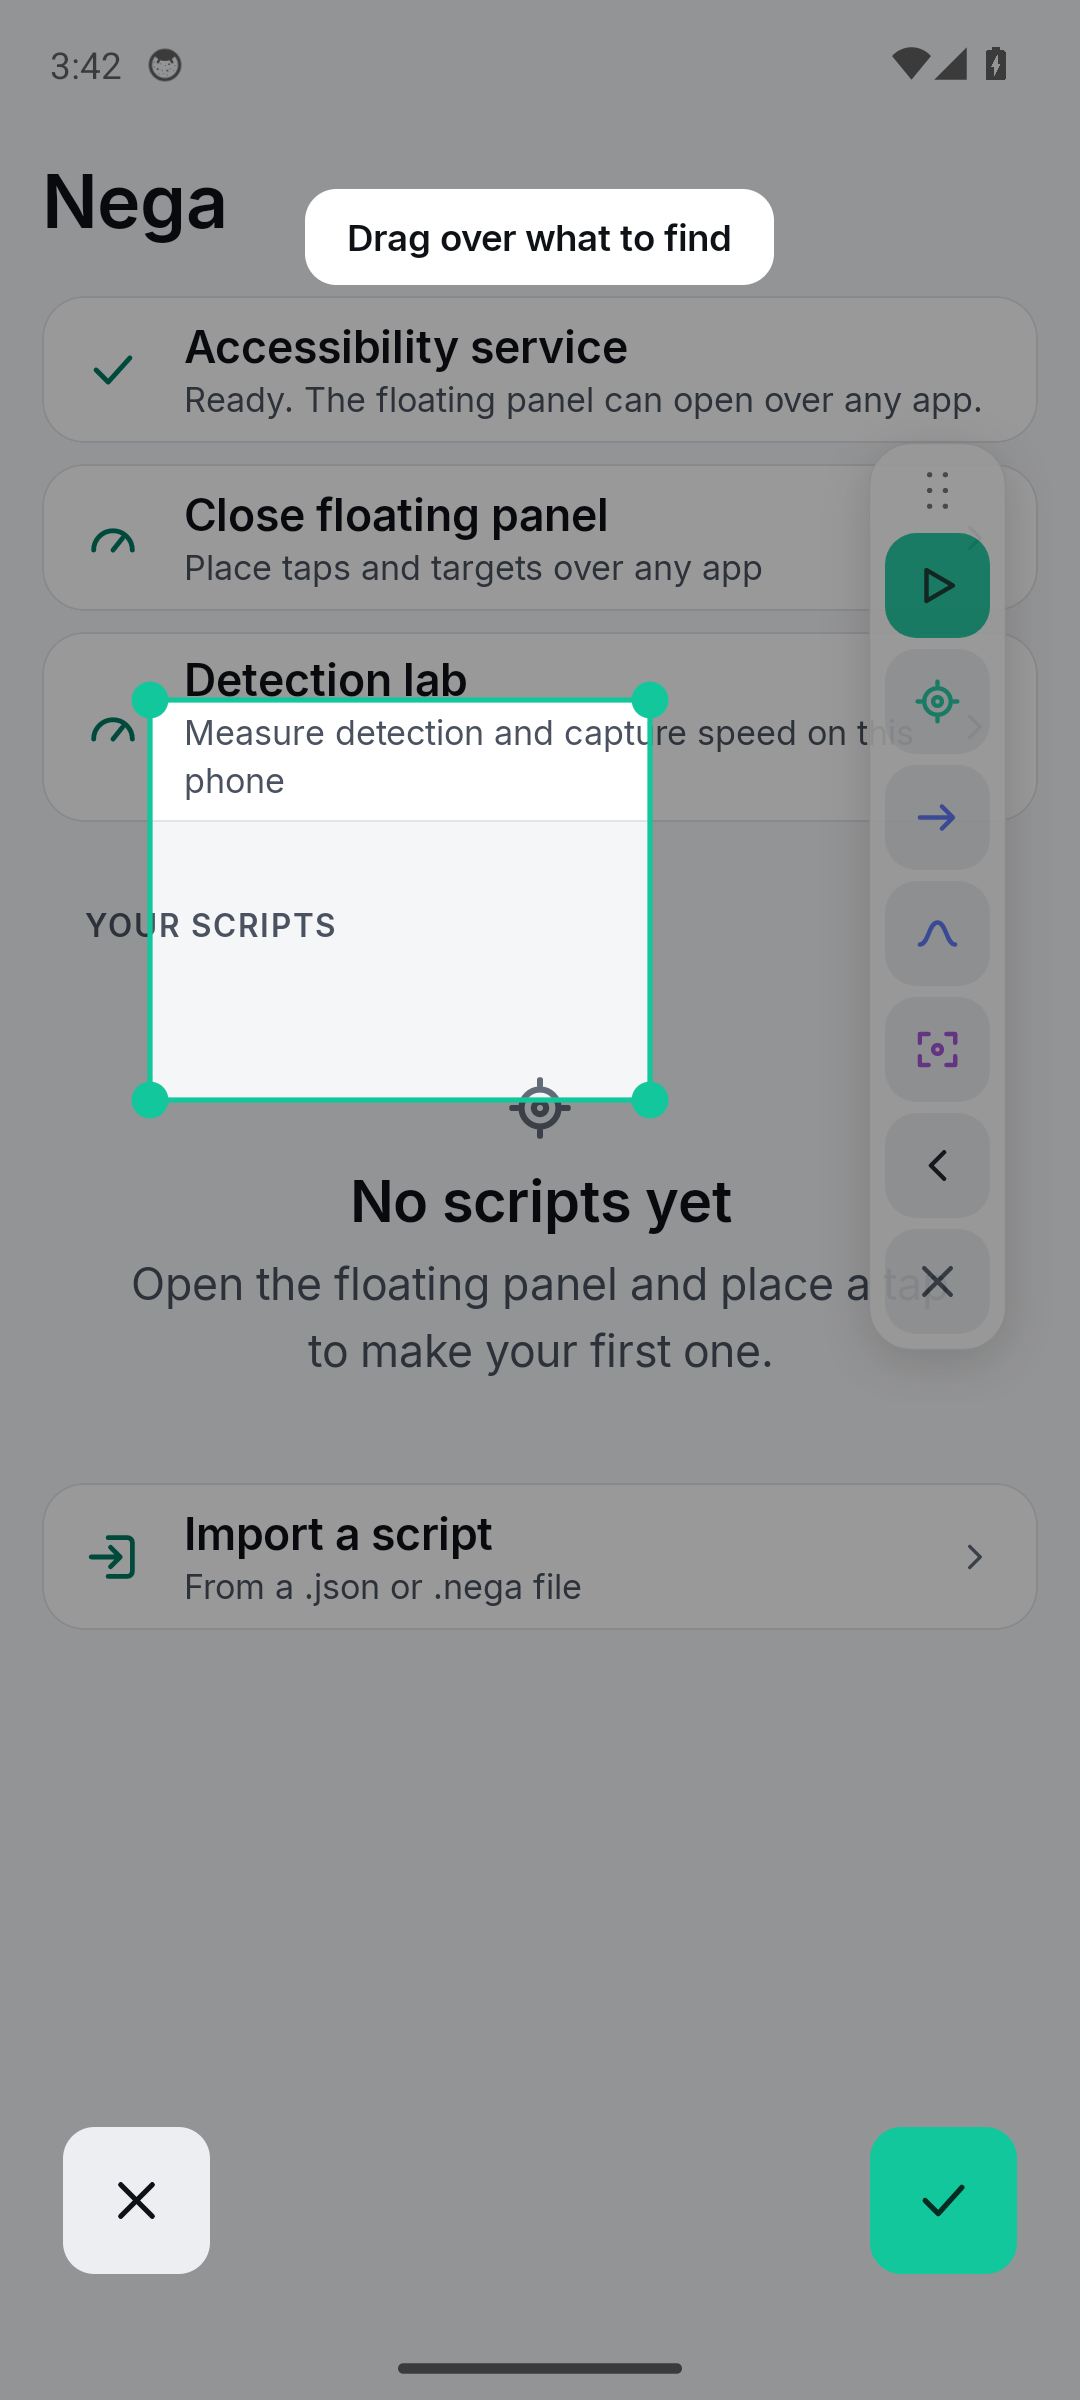 3:42
Nega
Drag over what to find
Accessibility service
Ready. The floating panel can open over any app.
Close floating panel
Place taps and targets over any app
Detection lab
Measure detection and capture speed on this
phone
YOUR SCRIPTS
No scripts yet
Open the floating panel and place a tap
to make your first one.
Import a script
From a .json or .nega file